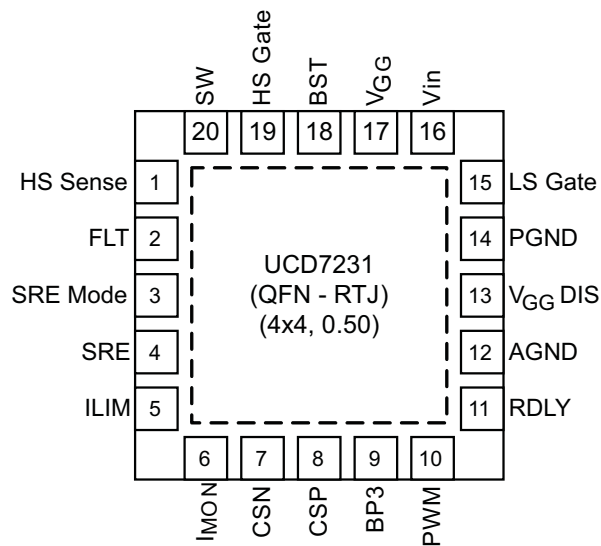 SW
HS Gate
BST
VGG
Vin
20
19
18
17
16
HS Sense
1
15
LS Gate
FLT
2
14
PGND
UCD7231
(QFN - RTJ)
(4x4, 0.50)
SRE Mode
3
13
VGG DIS
SRE
4
12
AGND
ILIM
5
11
RDLY
6
7
8
9
10
IMON
CSN
CSP
BP3
PWM